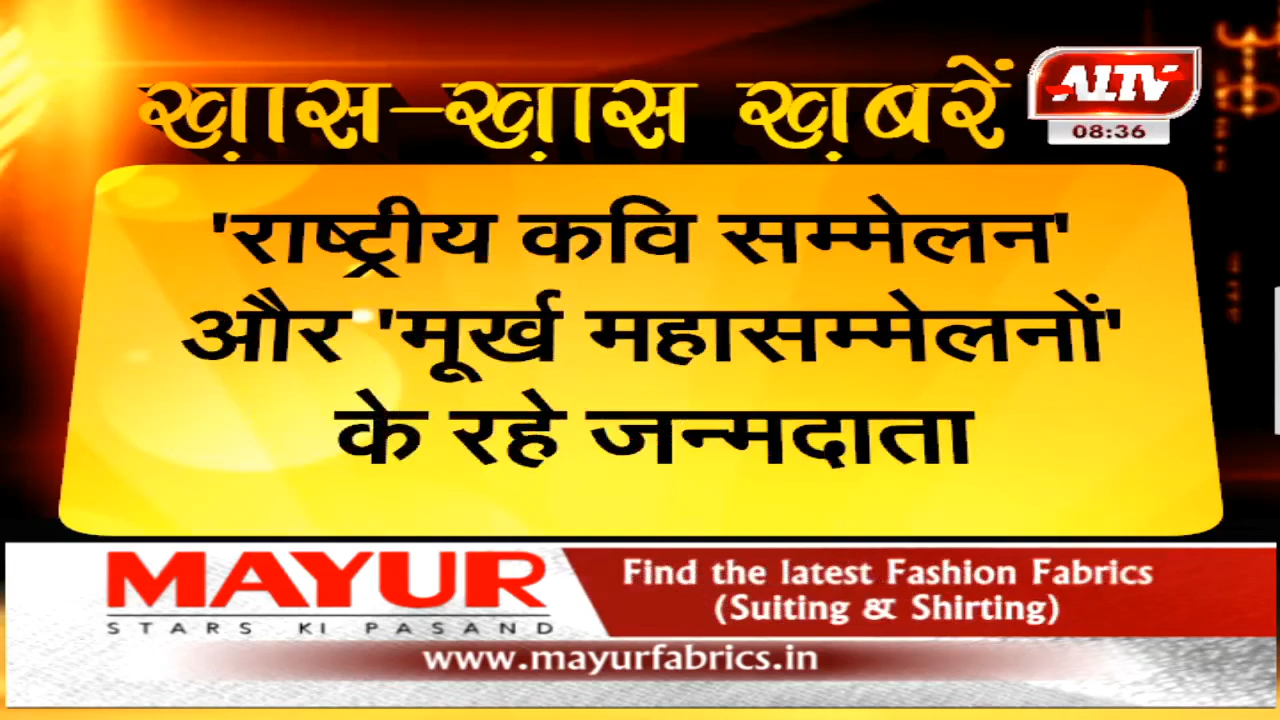 ख़ास-ख़ास ख़बरें
A1TV
08:36
'राष्ट्रीय कवि सम्मेलन'
और 'मूर्ख महासम्मेलनों'
के रहे जन्मदाता
MAYUR
STARS KI PASAND
Find the latest Fashion Fabrics
(Suiting & Shirting)
www.mayurfabrics.in